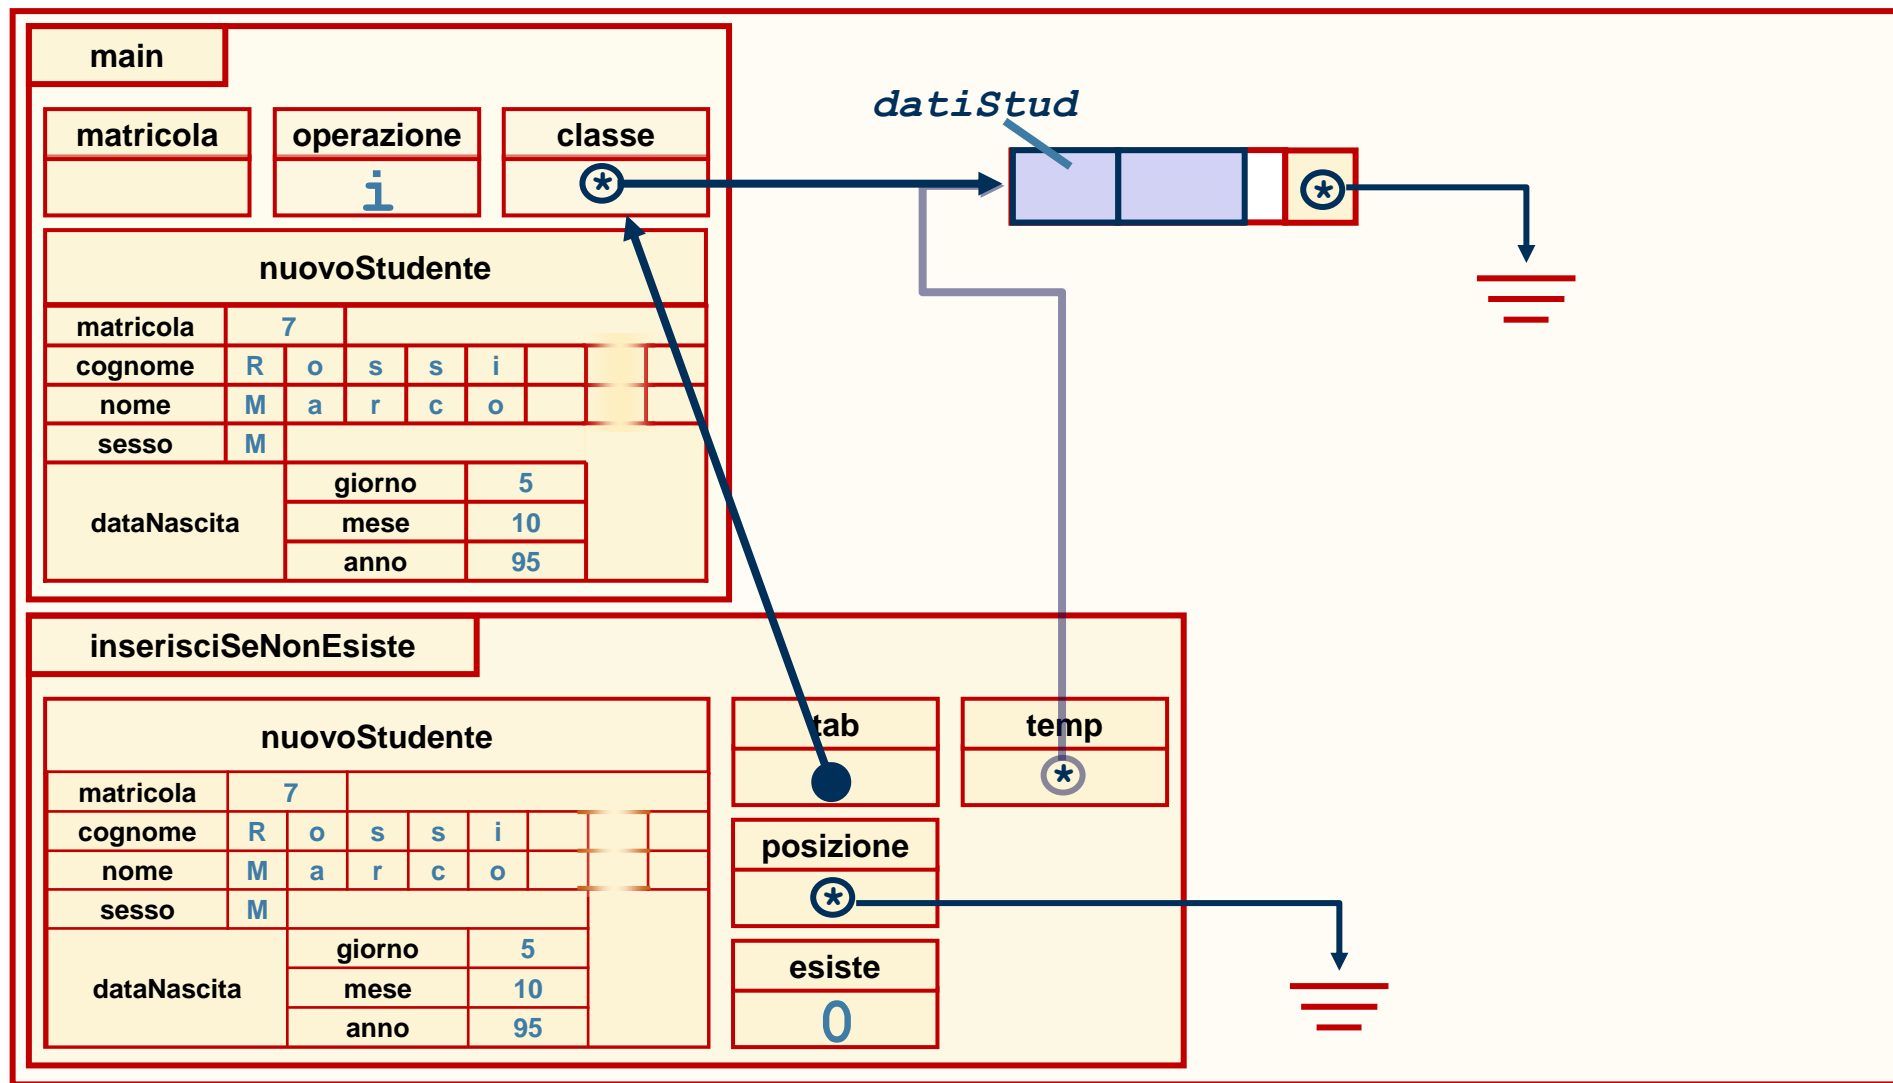 main
datiStud
matricola operazione classe
i *
*
nuovoStudente
matricola 7
cognome R o s s i
nome M a r c o
sesso M
dataNascita giorno 5
mese 10
anno 95
inserisciSeNonEsiste
nuovoStudente
tab temp
*
matricola 7
cognome R o s s i
nome M a r c o
sesso M
dataNascita giorno 5
mese 10
anno 95
posizione
*
esiste
0